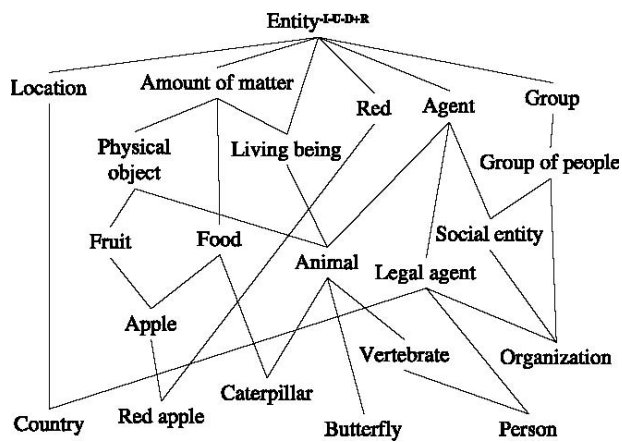 Entity-I-U-D+R
Location
Amount of matter
Red
Agent
Group
Physical
object
Living being
Group of people
Fruit
Food
Animal
Legal agent
Social entity
Apple
Vertebrate
Organization
Country
Red apple
Caterpillar
Butterfly
Person